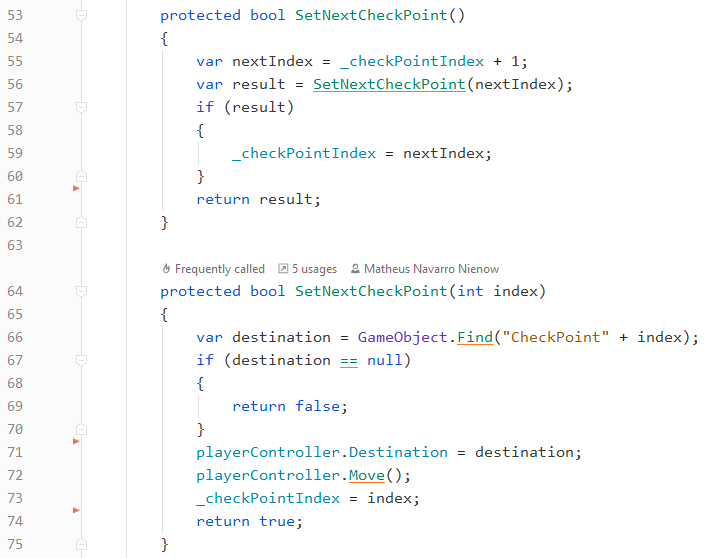 53 protected bool SetNextCheckPoint()
54 {
55 var nextIndex = _checkPointIndex + 1;
56 var result = SetNextCheckPoint(nextIndex);
57 if (result)
58 {
59 _checkPointIndex = nextIndex;
60 }
61 return result;
62 }
63
Frequently called 5 usages Matheus Navarro Nienow
64 protected bool SetNextCheckPoint(int index)
65 {
66 var destination = GameObject.Find("CheckPoint" + index);
67 if (destination == null)
68 {
69 return false;
70 }
71 playerController.Destination = destination;
72 playerController.Move();
73 _checkPointIndex = index;
74 return true;
75 }